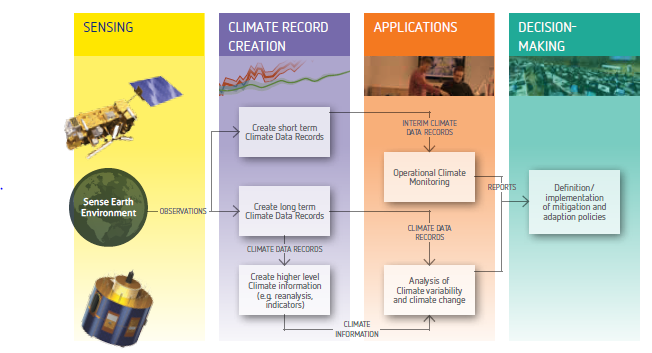 SENSING
CLIMATE RECORD
CREATION
APPLICATIONS
DECISION-
MAKING
Sense Earth
Environment
OBSERVATIONS
Create short term
Climate Data Records
Create long term
Climate Data Records
CLIMATE DATA RECORDS
Create higher level
Climate information
(e.g. reanalysis,
indicators)
INTERIM CLIMATE
DATA RECORDS
Operational Climate
Monitoring
CLIMATE DATA
RECORDS
Analysis of
Climate variability
and climate change
CLIMATE
INFORMATION
REPORTS
Definition/
implementation
of mitigation and
adaption policies